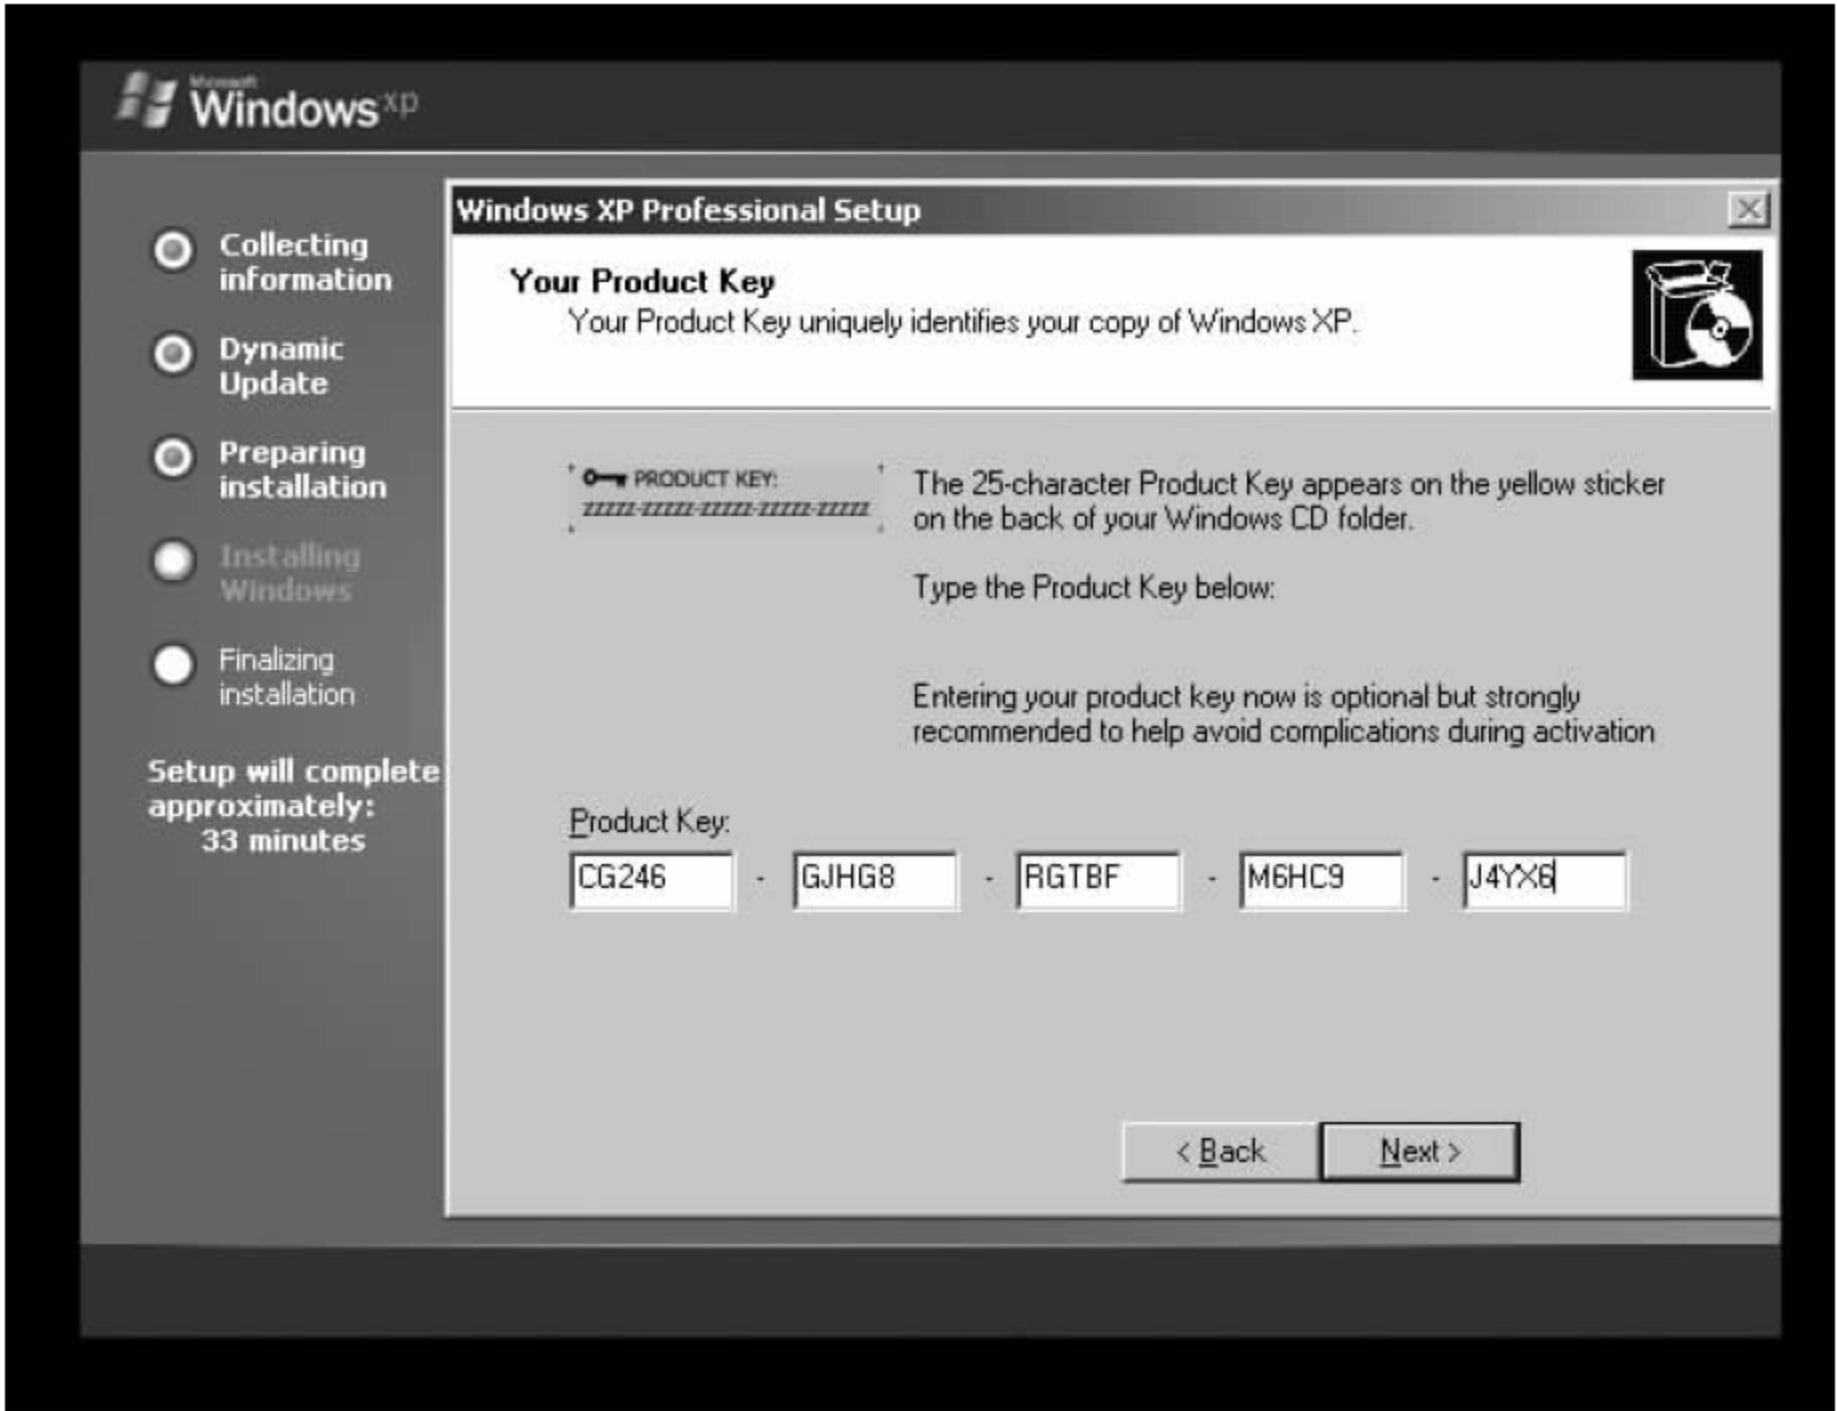 Microsoft
Windows xp
Collecting
information
Dynamic
Update
Preparing
installation
Installing
Windows
Finalizing
installation
Setup will complete
approximately:
33 minutes
Windows XP Professional Setup
Your Product Key
Your Product Key uniquely identifies your copy of Windows XP.
PRODUCT KEY:
ZZZZZ-ZZZZZ-ZZZZZ-ZZZZZ-ZZZZZ
The 25-character Product Key appears on the yellow sticker
on the back of your Windows CD folder.
Type the Product Key below:
Entering your product key now is optional but strongly
recommended to help avoid complications during activation
Product Key:
CG246 - GJHG8 - RGTBF - M6HC9 - J4YX6
< Back Next >